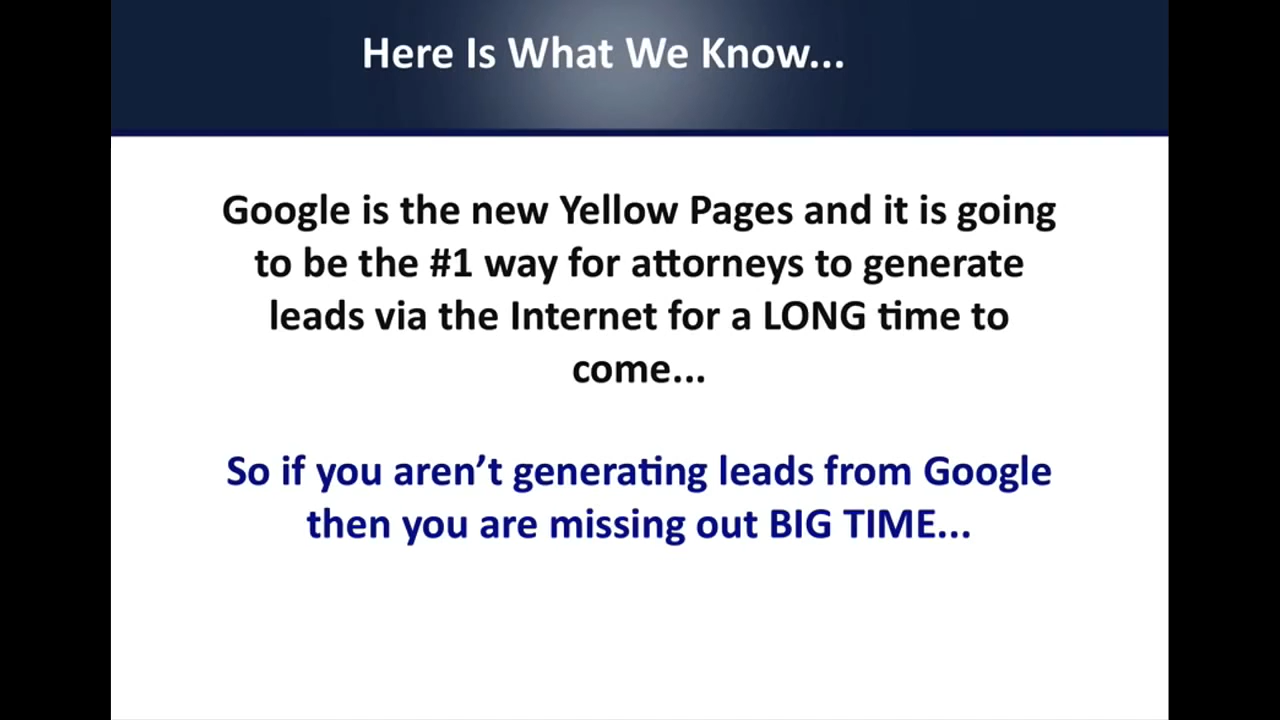 Here Is What We Know...
Google is the new Yellow Pages and it is going
to be the #1 way for attorneys to generate
leads via the Internet for a LONG time to
come...
So if you aren’t generating leads from Google
then you are missing out BIG TIME...